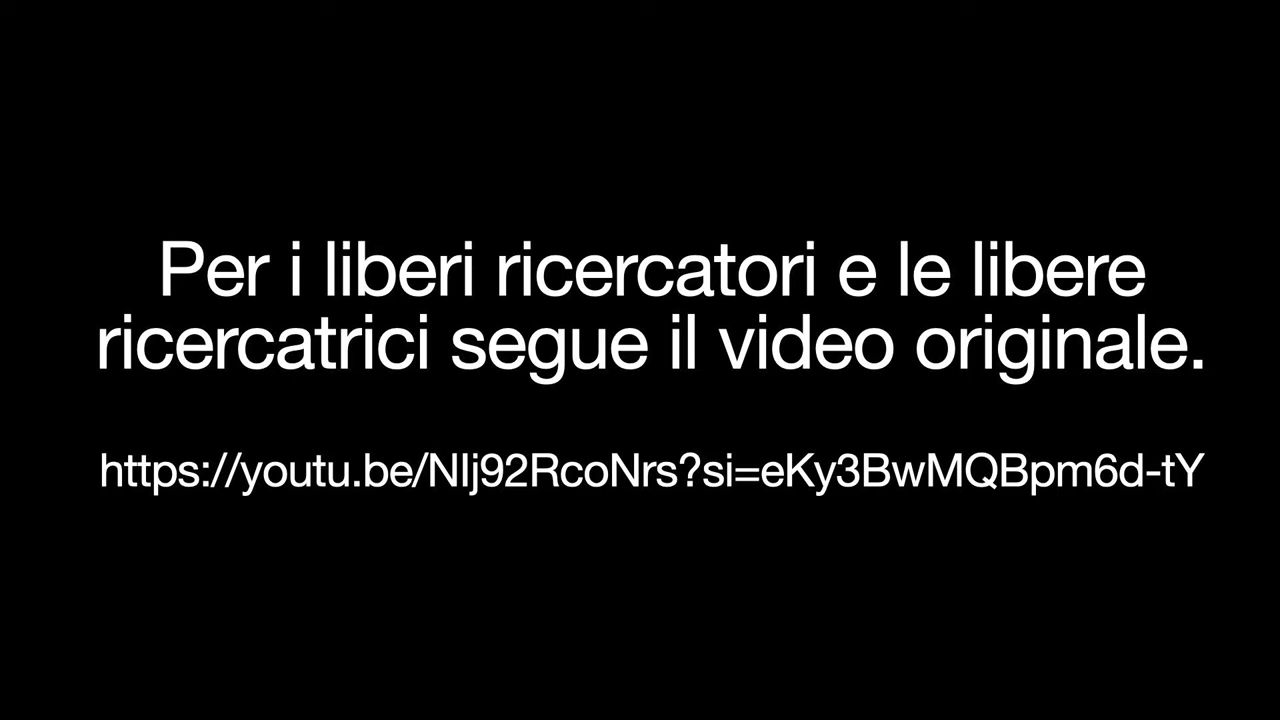 Per i liberi ricercatori e le libere
ricercatrici segue il video originale.
https://youtu.be/NIj92RcoNrs?si=eKy3BwMQBpm6d-tY